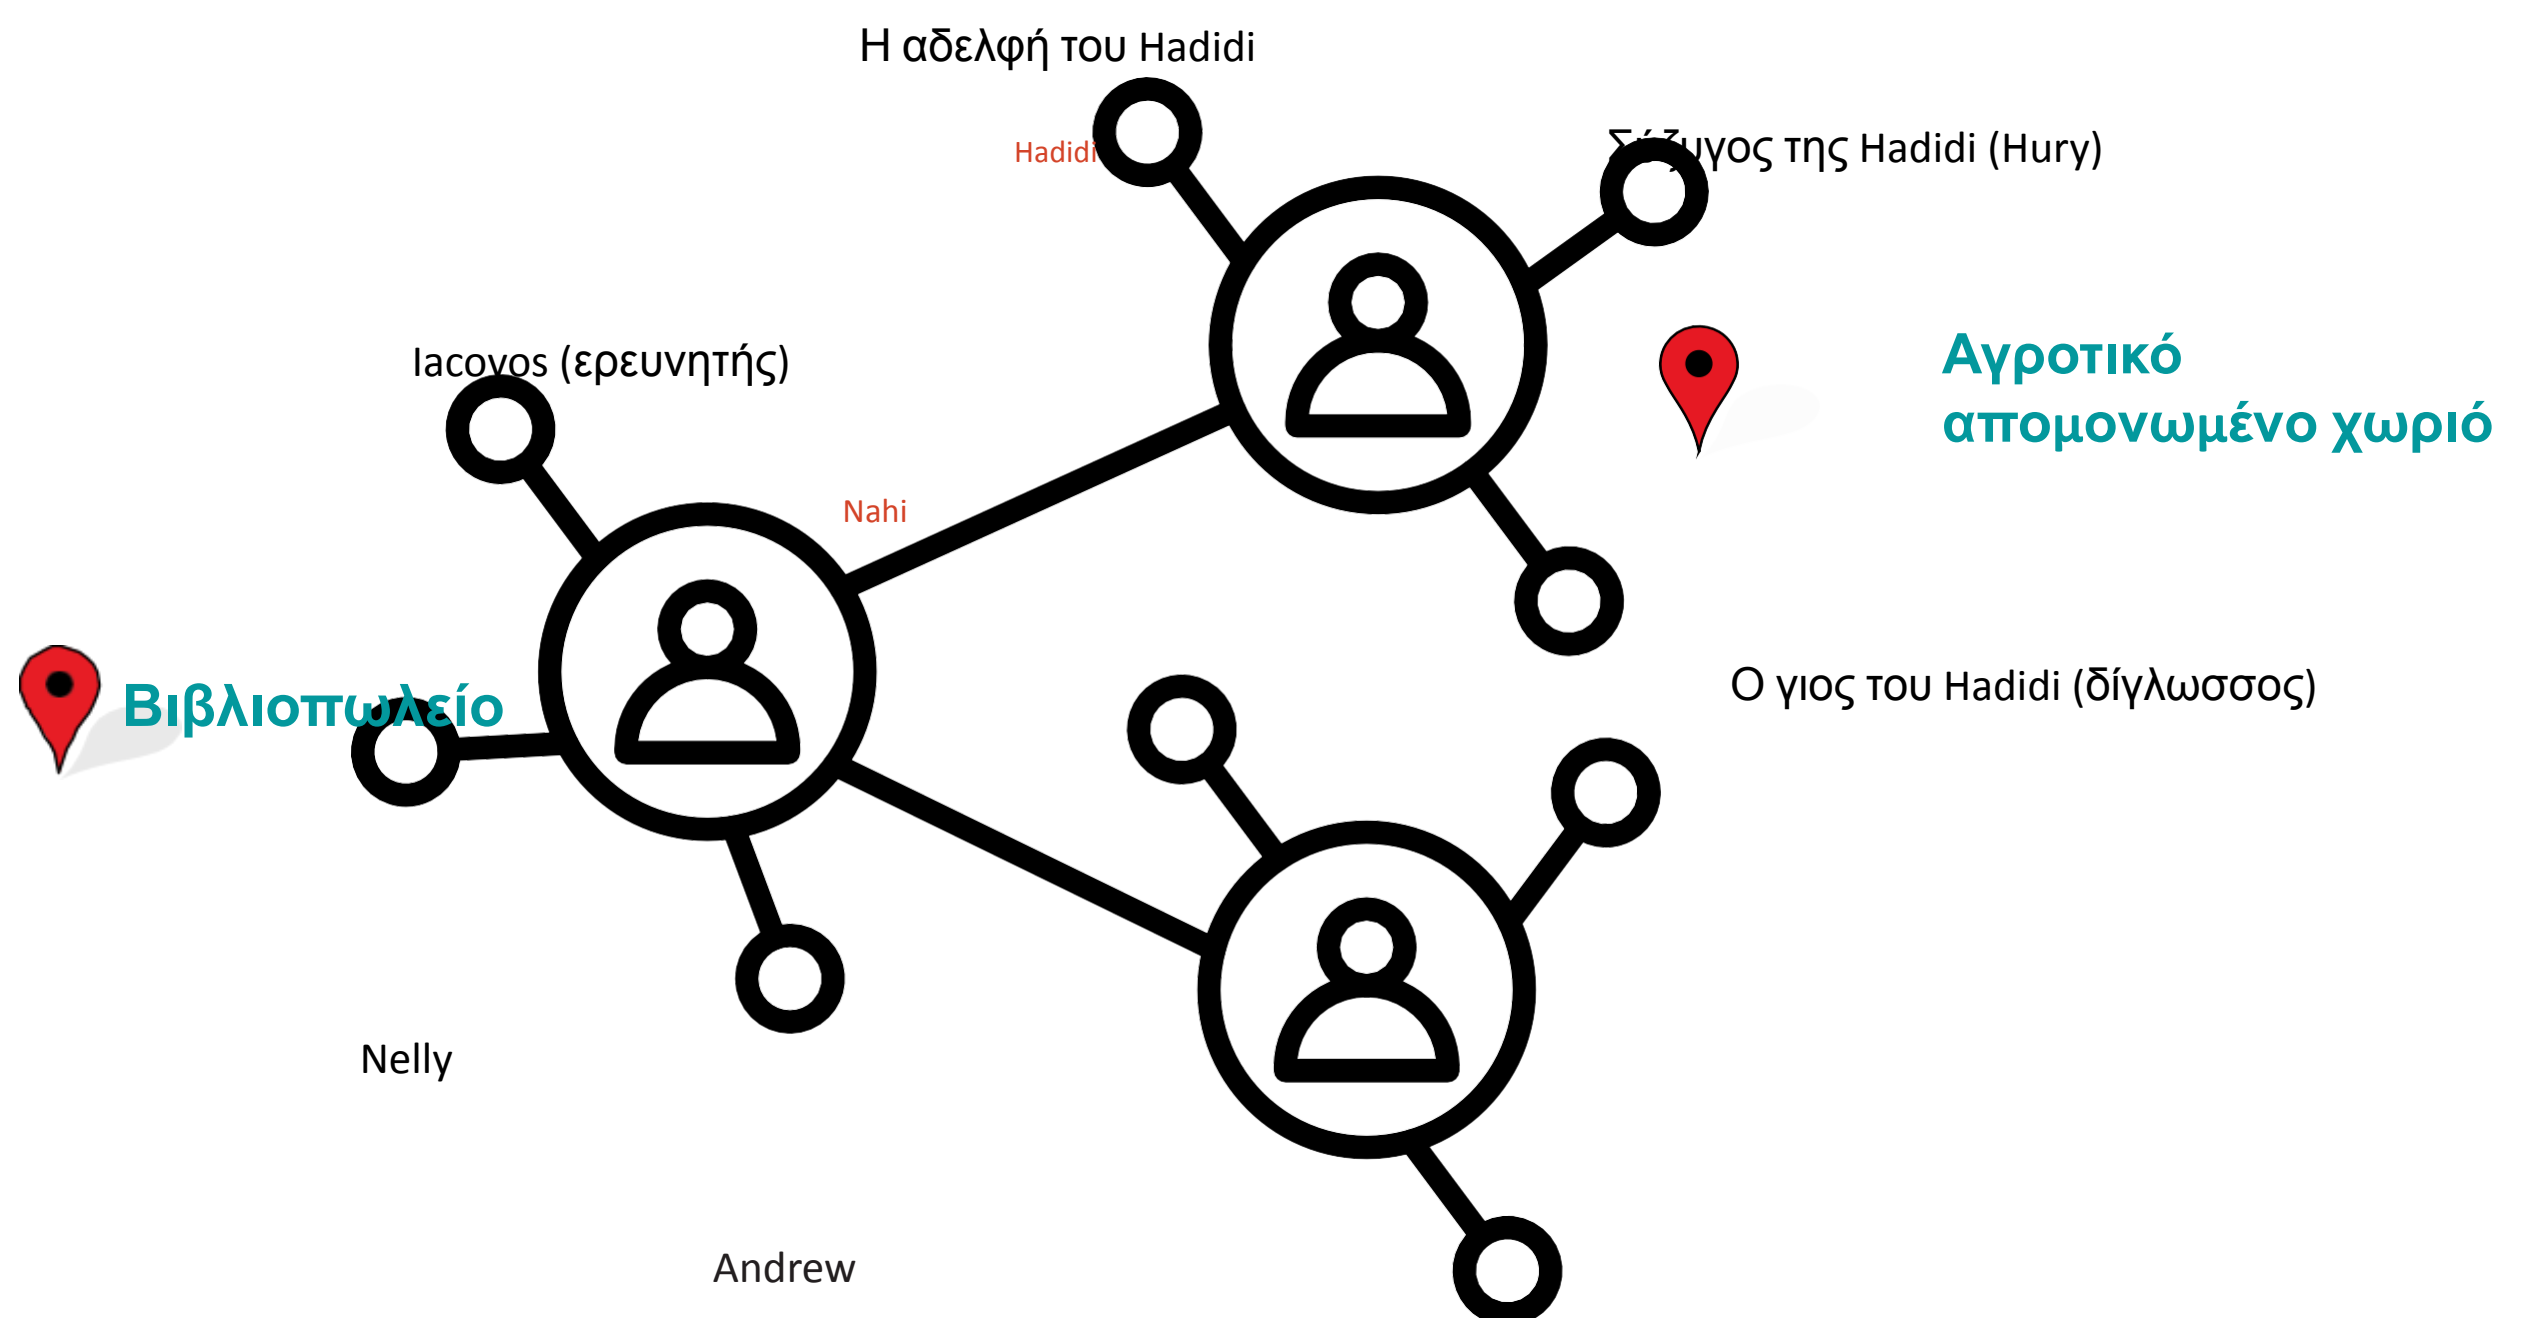 Η αδελφή του Hadidi
Hadidi
Σύζυγος της Hadidi (Hury)
Iacovos (ερευνητής)
Αγροτικό
απομονωμένο χωριό
Nahi
Βιβλιοπωλείο
Ο γιος του Hadidi (δίγλωσσος)
Nelly
Andrew